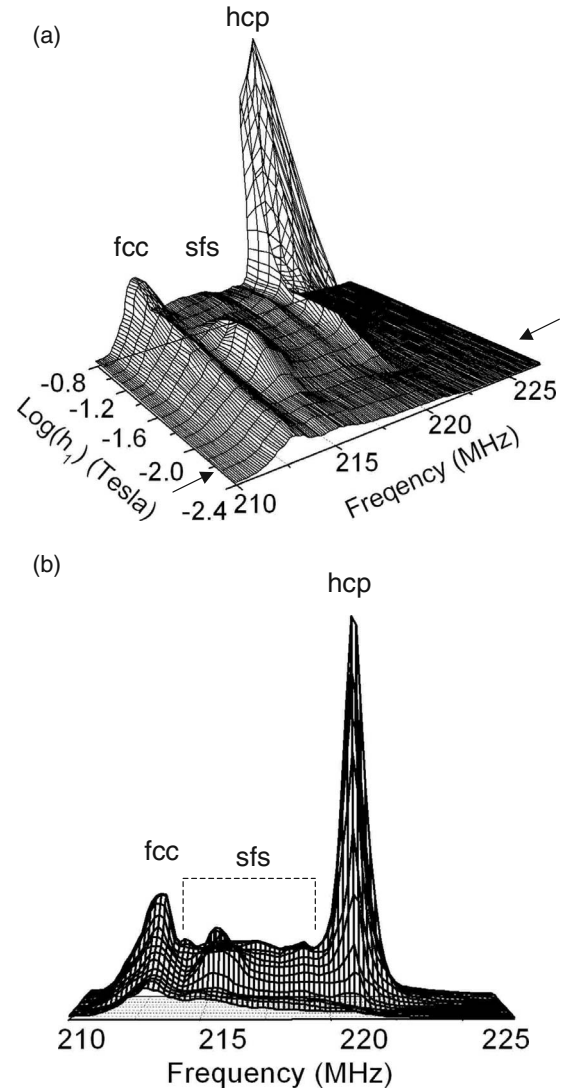 (a)
hcp
fcc sfs
-0.8
-1.2
-1.6
-2.0
-2.4
Log(h1) (Tesla)
210
215
220
225
Freqency (MHz)
(b)
hcp
fcc sfs
210 215 220 225
Frequency (MHz)